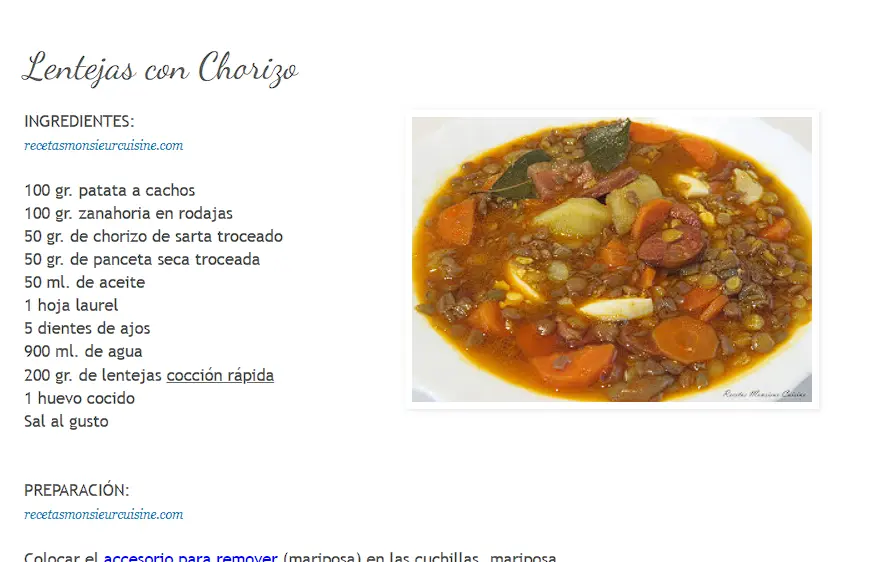 Lentejas con Chorizo
INGREDIENTES:
recetasmonsieurcuisine.com
100 gr. patata a cachos
100 gr. zanahoria en rodajas
50 gr. de chorizo de sarta troceado
50 gr. de panceta seca troceada
50 ml. de aceite
1 hoja laurel
5 dientes de ajos
900 ml. de agua
200 gr. de lentejas cocción rápida
1 huevo cocido
Sal al gusto
Recetas Monsieur Cuisine
PREPARACIÓN:
recetasmonsieurcuisine.com
Colocar el accesorio para remover (mariposa) en las cuchillas, mariposa